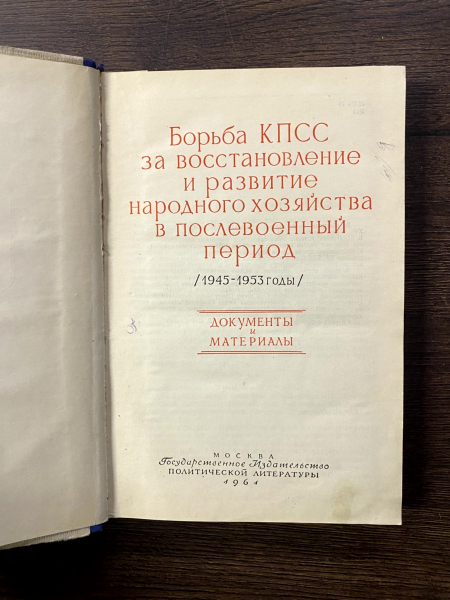 Борьба КПСС
за восстановление
и развитие
народного хозяйства
в послевоенный
период
/1945-1953 годы/
ДОКУМЕНТЫ
и
МАТЕРИАЛЫ
МОСКВА
Государственное Издательство
ПОЛИТИЧЕСКОЙ ЛИТЕРАТУРЫ
1961